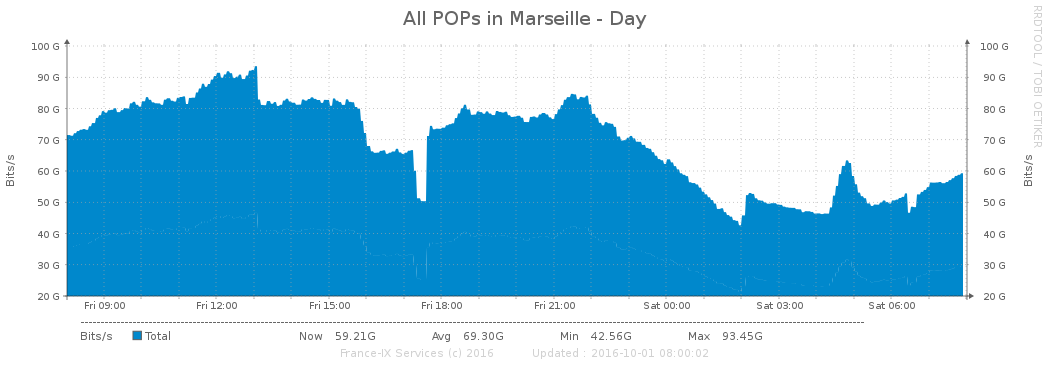 All POPs in Marseille - Day
RRDTOOL / TOBI OETIKER
100 G 100 G
90 G 90 G
80 G 80 G
70 G 70 G
60 G 60 G
50 G 50 G
40 G 40 G
30 G 30 G
20 G 20 G
Bits/s Bits/s
Fri 09:00 Fri 12:00 Fri 15:00 Fri 18:00 Fri 21:00 Sat 00:00 Sat 03:00 Sat 06:00
Bits/s Total Now 59.21G Avg 69.30G Min 42.56G Max 93.45G
France-IX Services (c) 2016 Updated : 2016-10-01 08:00:02